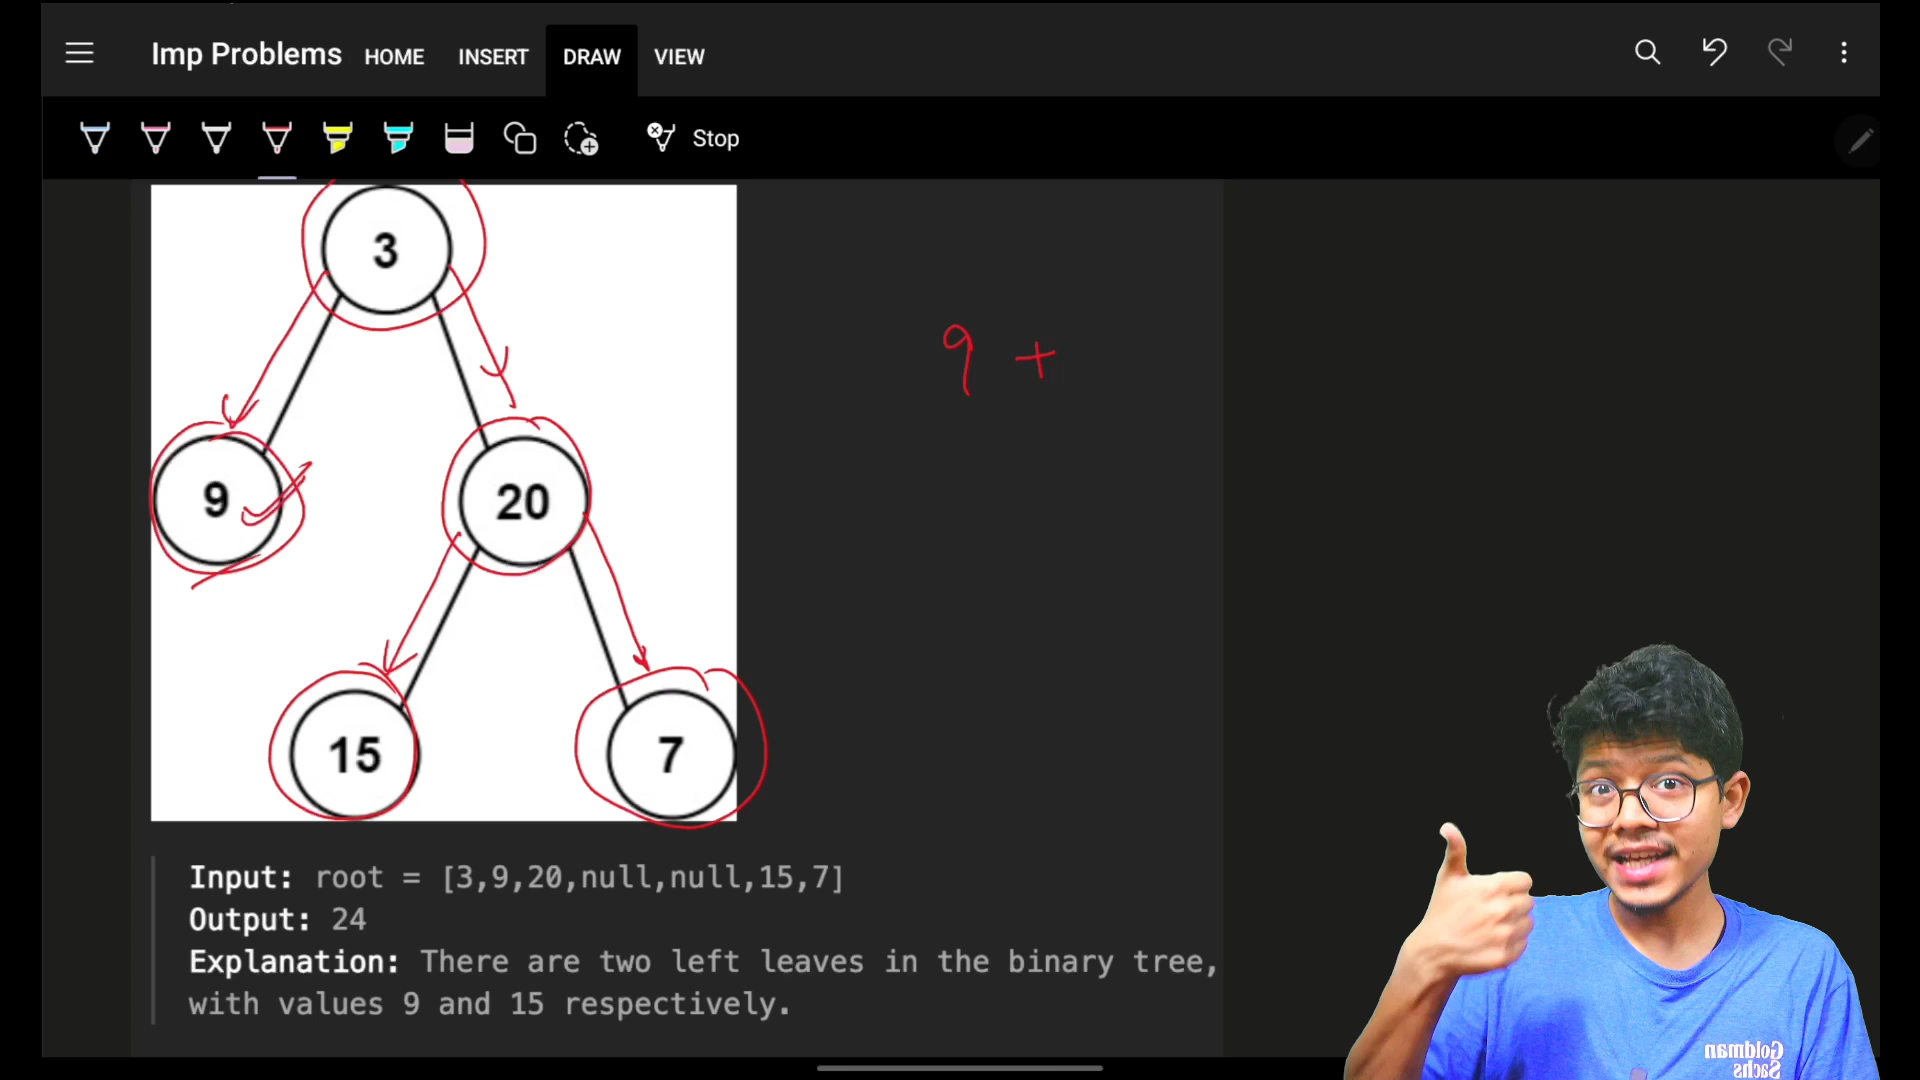 Imp Problems HOME INSERT DRAW VIEW
Stop
3
9 +
9
20
15
7
Input: root = [3,9,20,null,null,15,7]
Output: 24
Explanation: There are two left leaves in the binary tree,
with values 9 and 15 respectively.
Goldman
Sachs